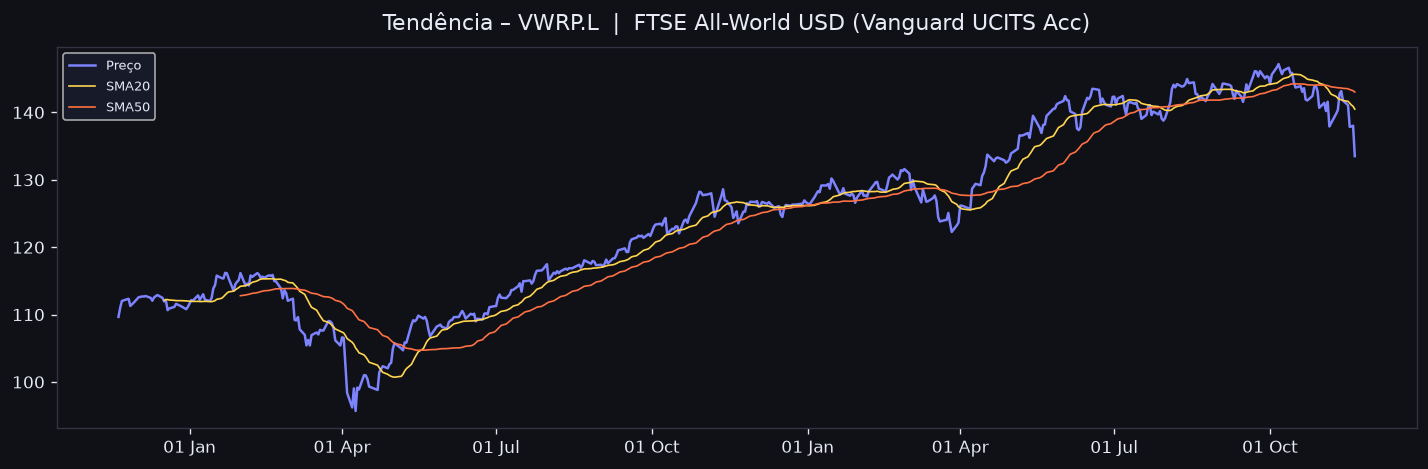 Tendência – VWRP.L | FTSE All-World USD (Vanguard UCITS Acc)
Preço
SMA20
SMA50
140
130
120
110
100
01 Jan 01 Apr 01 Jul 01 Oct 01 Jan 01 Apr 01 Jul 01 Oct